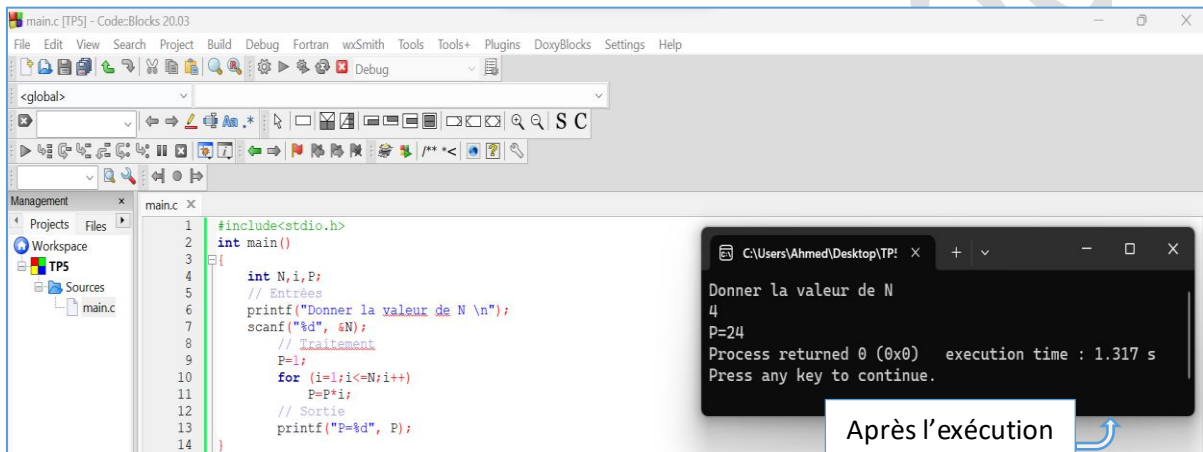 main.c [TP5] - Code::Blocks 20.03
File Edit View Search Project Build Debug Fortran wxSmith Tools Tools+ Plugins DoxyBlocks Settings Help
Debug
<global>
Aa .* S C
/** *<
Management
main.c
Projects Files
Workspace
TP5
Sources
main.c
1 #include<stdio.h>
2 int main()
3 {
4 int N,i,P;
5 // Entrées
6 printf("Donner la valeur de N \n");
7 scanf("%d", &N);
8 // Traitement
9 P=1;
10 for (i=1;i<=N;i++)
11 P=P*i;
12 // Sortie
13 printf("P=%d", P);
14 }
C:\Users\Ahmed\Desktop\TP!
Donner la valeur de N
4
P=24
Process returned 0 (0x0) execution time : 1.317 s
Press any key to continue.
Après l'exécution